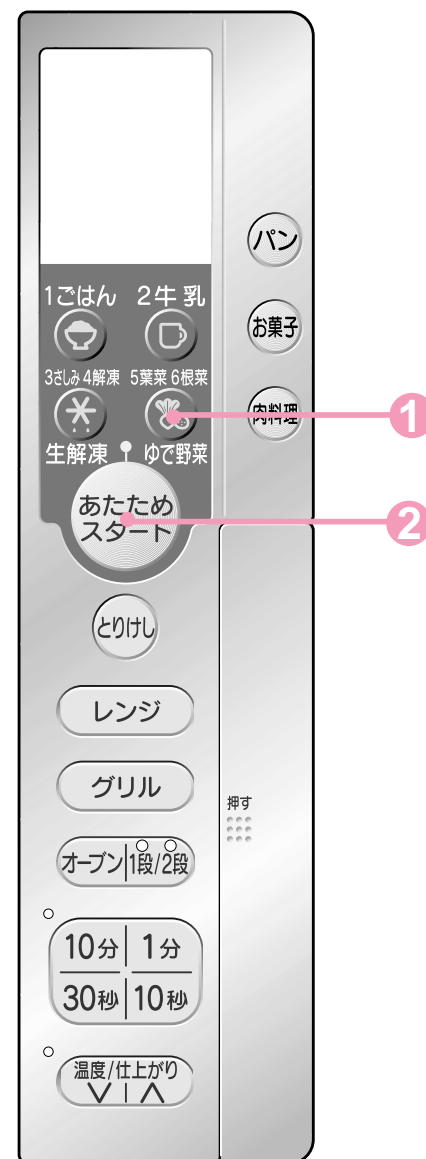 パン
1ごはん 2牛乳
お菓子
3さしみ 4解凍 5葉菜 6根菜
生解凍 ゆで野菜
内料理
1
あたため
スタート
2
とりけし
レンジ
グリル
押す
オーブン 1段/2段
10分 1分
30秒 10秒
温度/仕上がり